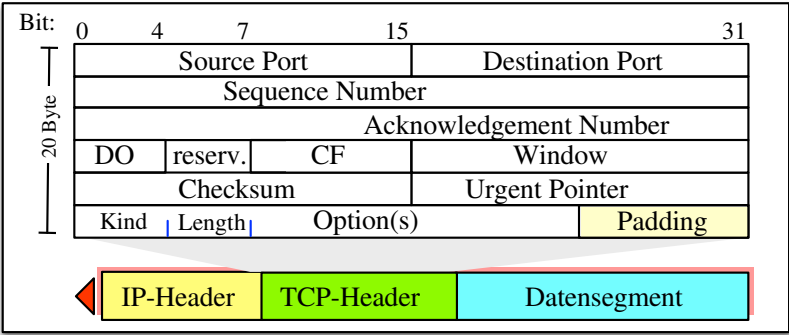 Bit: 0 4 7 15 31
Source Port Destination Port
Sequence Number
Acknowledgement Number
DO reserv. CF Window
Checksum Urgent Pointer
Kind Length Option(s) Padding
20 Byte
IP-Header TCP-Header Datensegment